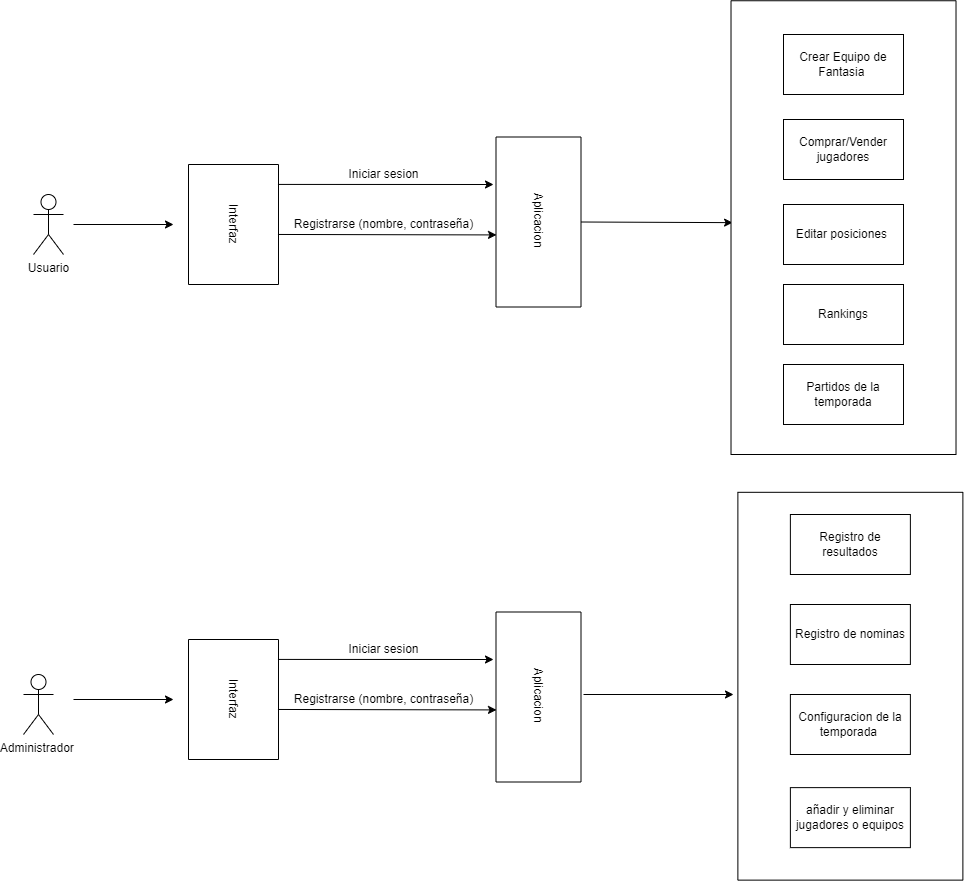 Crear Equipo de
Fantasia
Comprar/Vender
jugadores
Iniciar sesion
Interfaz
Aplicacion
Registrarse (nombre, contraseña)
Editar posiciones
Usuario
Rankings
Partidos de la
temporada
Registro de
resultados
Registro de nominas
Iniciar sesion
Interfaz
Aplicacion
Registrarse (nombre, contraseña)
Configuracion de la
temporada
Administrador
añadir y eliminar
jugadores o equipos